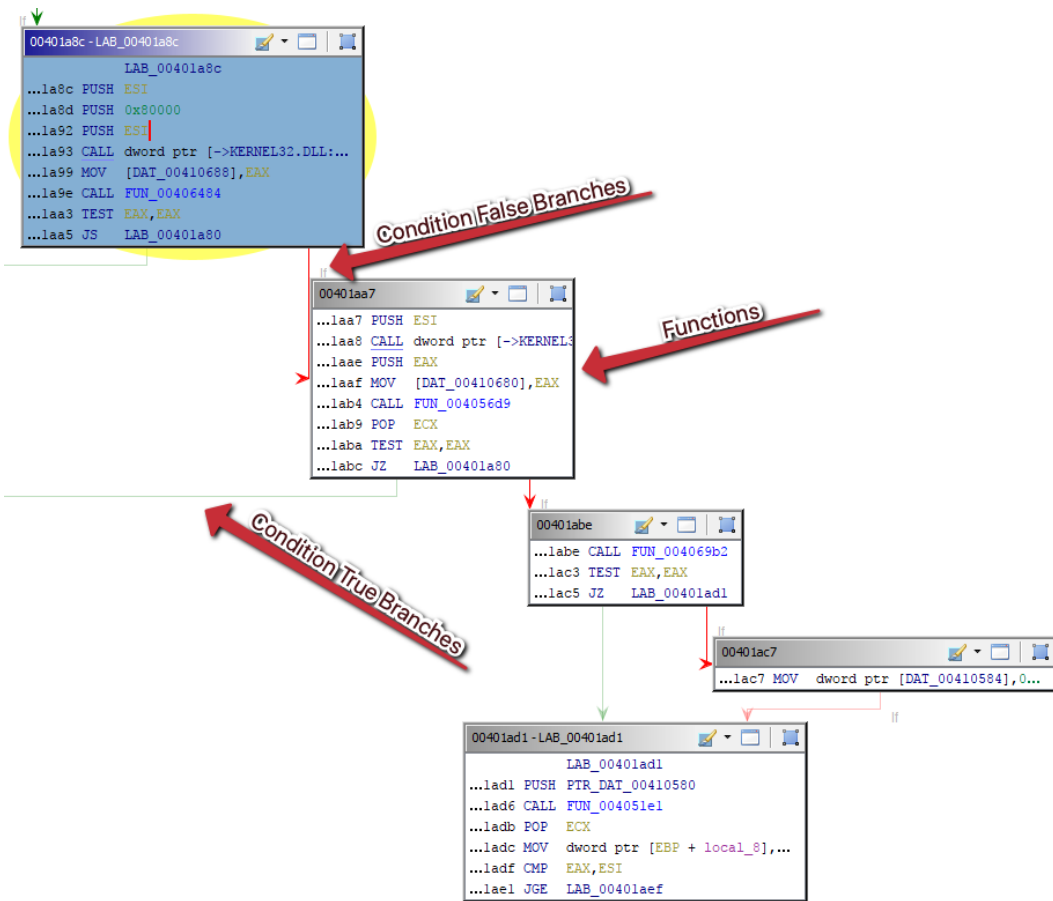 If
00401a8c - LAB_00401a8c
LAB_00401a8c
...1a8c PUSH ESI
...1a8d PUSH 0x80000
...1a92 PUSH ESI
...1a93 CALL dword ptr [->KERNEL32.DLL:...
...1a99 MOV [DAT_00410688],EAX
...1a9e CALL FUN_00406484
...1aa3 TEST EAX,EAX
...1aa5 JS LAB_00401a80
Condition False Branches
If
00401aa7
...1aa7 PUSH ESI
...1aa8 CALL dword ptr [->KERNEL3
...1aae PUSH EAX
...1aaf MOV [DAT_00410680],EAX
...1ab4 CALL FUN_004056d9
...1ab9 POP ECX
...1aba TEST EAX,EAX
...1abc JZ LAB_00401a80
Functions
Condition True Branches
If
00401abe
...1abe CALL FUN_004069b2
...1ac3 TEST EAX,EAX
...1ac5 JZ LAB_00401ad1
If
00401ac7
...1ac7 MOV dword ptr [DAT_00410584],0...
If
00401ad1 - LAB_00401ad1
LAB_00401ad1
...1ad1 PUSH PTR_DAT_00410580
...1ad6 CALL FUN_004051e1
...1adb POP ECX
...1adc MOV dword ptr [EBP + local_8],...
...1adf CMP EAX,ESI
...1ae1 JGE LAB_00401aef